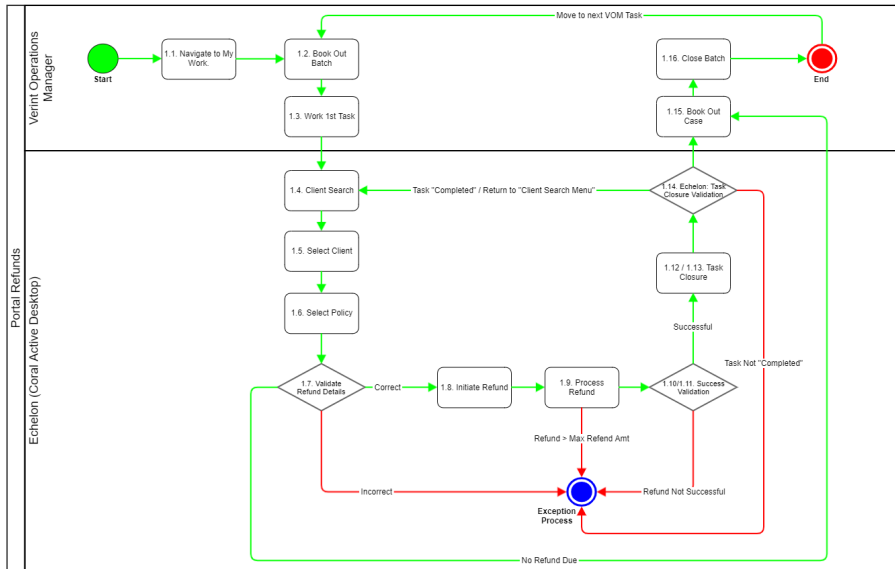 Portal Refunds
Verint Operations
Manager
Echelon (Coral Active Desktop)
Move to next VOM Task
Start
1.1. Navigate to My
Work.
1.2. Book Out
Batch
1.16. Close Batch
End
1.3. Work 1st Task
1.15. Book Out
Case
1.4. Client Search
Task "Completed" / Return to "Client Search Menu"
1.14. Echelon: Task
Closure Validation
1.5. Select Client
1.12 / 1.13. Task
Closure
1.6. Select Policy
Successful
Task Not "Completed"
1.7. Validate
Refund Details
Correct
1.8. Initiate Refund
1.9. Process
Refund
1.10/1.11. Success
Validation
Refund > Max Refend Amt
Incorrect
Refund Not Successful
Exception
Process
No Refund Due